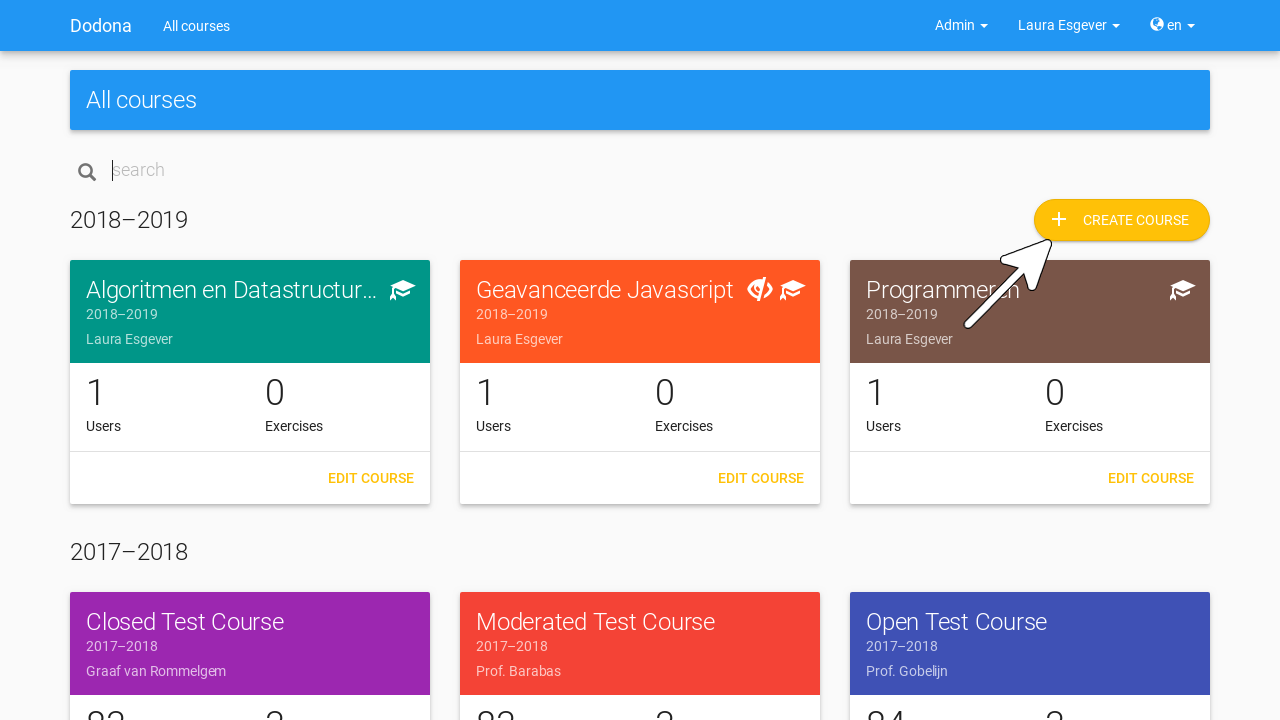 Dodona All courses Admin Laura Esgever en
All courses
search
2018–2019 CREATE COURSE
Algoritmen en Datastructur... Geavanceerde Javascript Programmeren
2018–2019 2018–2019 2018–2019
Laura Esgever Laura Esgever Laura Esgever
1 0 1 0 1 0
Users Exercises Users Exercises Users Exercises
EDIT COURSE EDIT COURSE EDIT COURSE
2017–2018
Closed Test Course Moderated Test Course Open Test Course
2017–2018 2017–2018 2017–2018
Graaf van Rommelgem Prof. Barabas Prof. Gobelijn